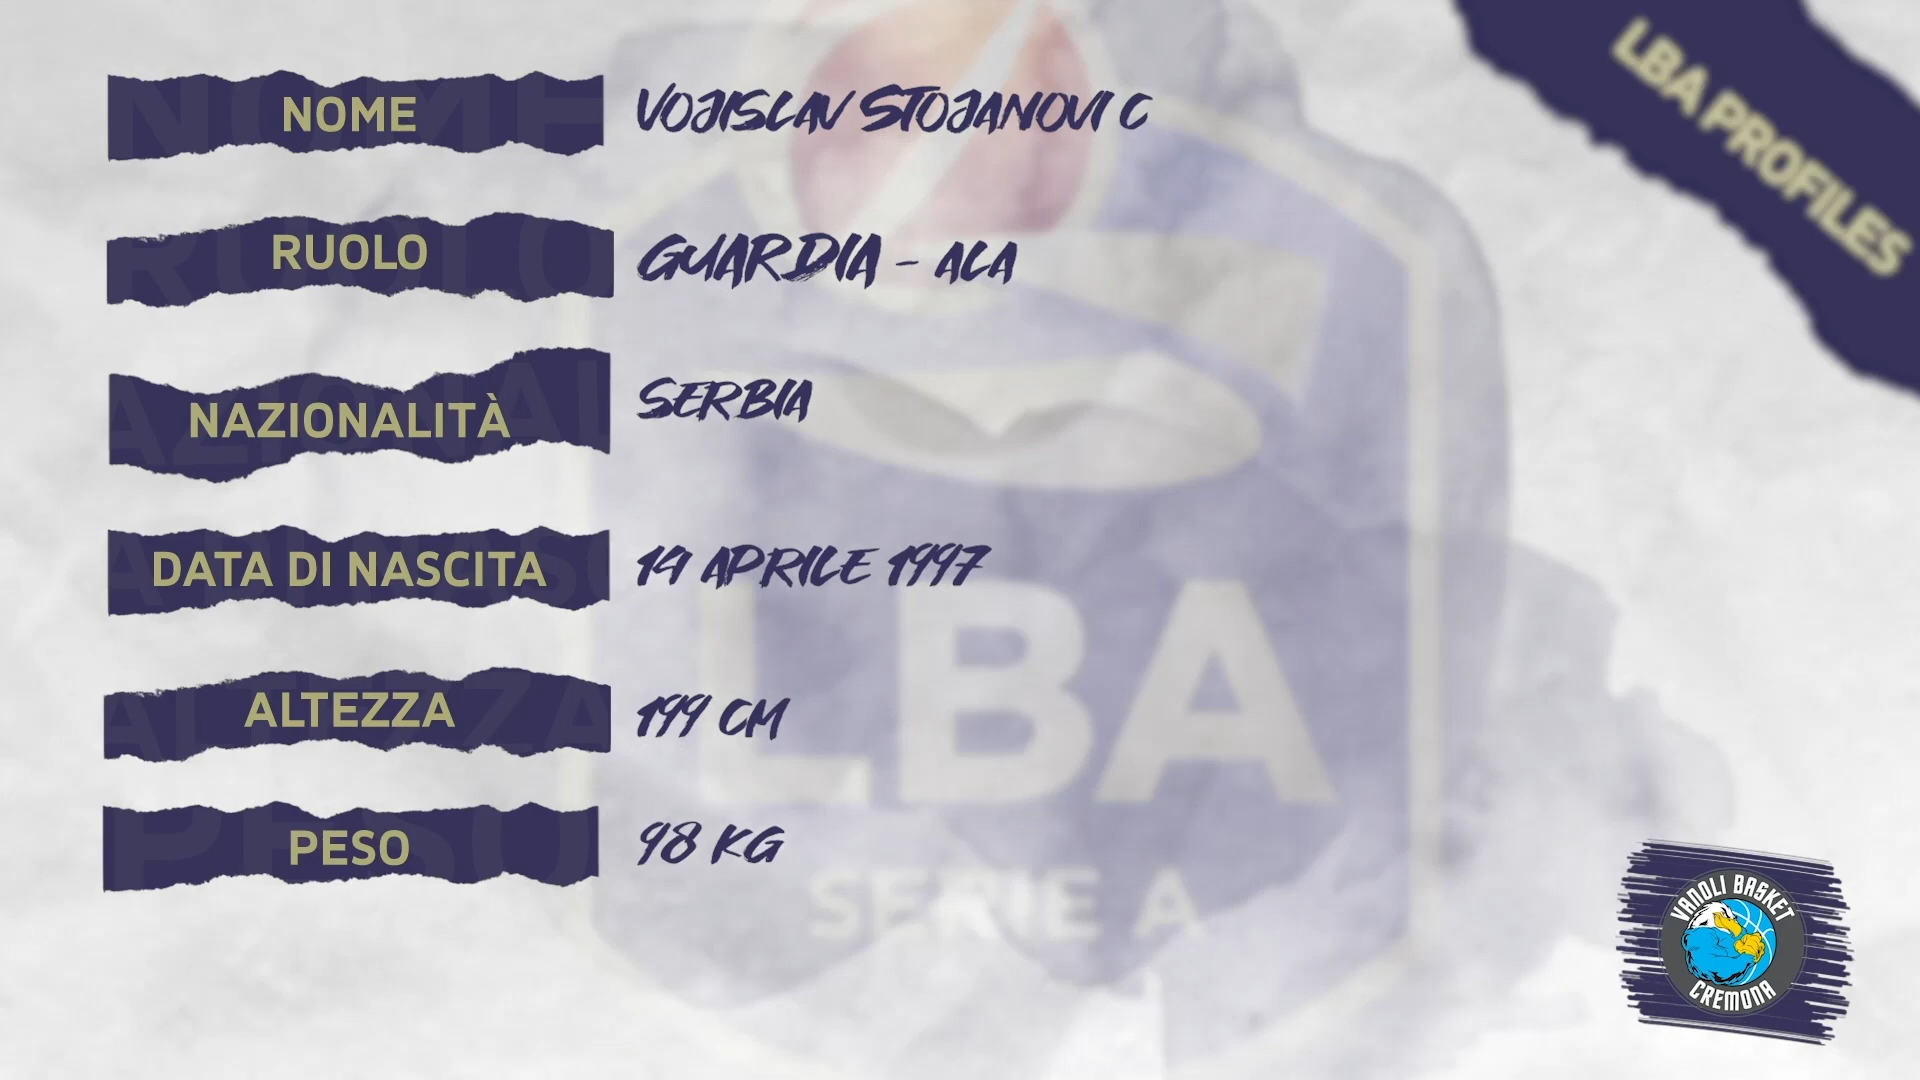 LBA PROFILES
NOME
VOJISLAV STOJANOVI C
RUOLO
GUARDIA - ALA
NAZIONALITÀ
SERBIA
DATA DI NASCITA
14 APRILE 1997
ALTEZZA
199 CM
PESO
98 KG
LBA
SERIE A
VANOLI BASKET
CREMONA